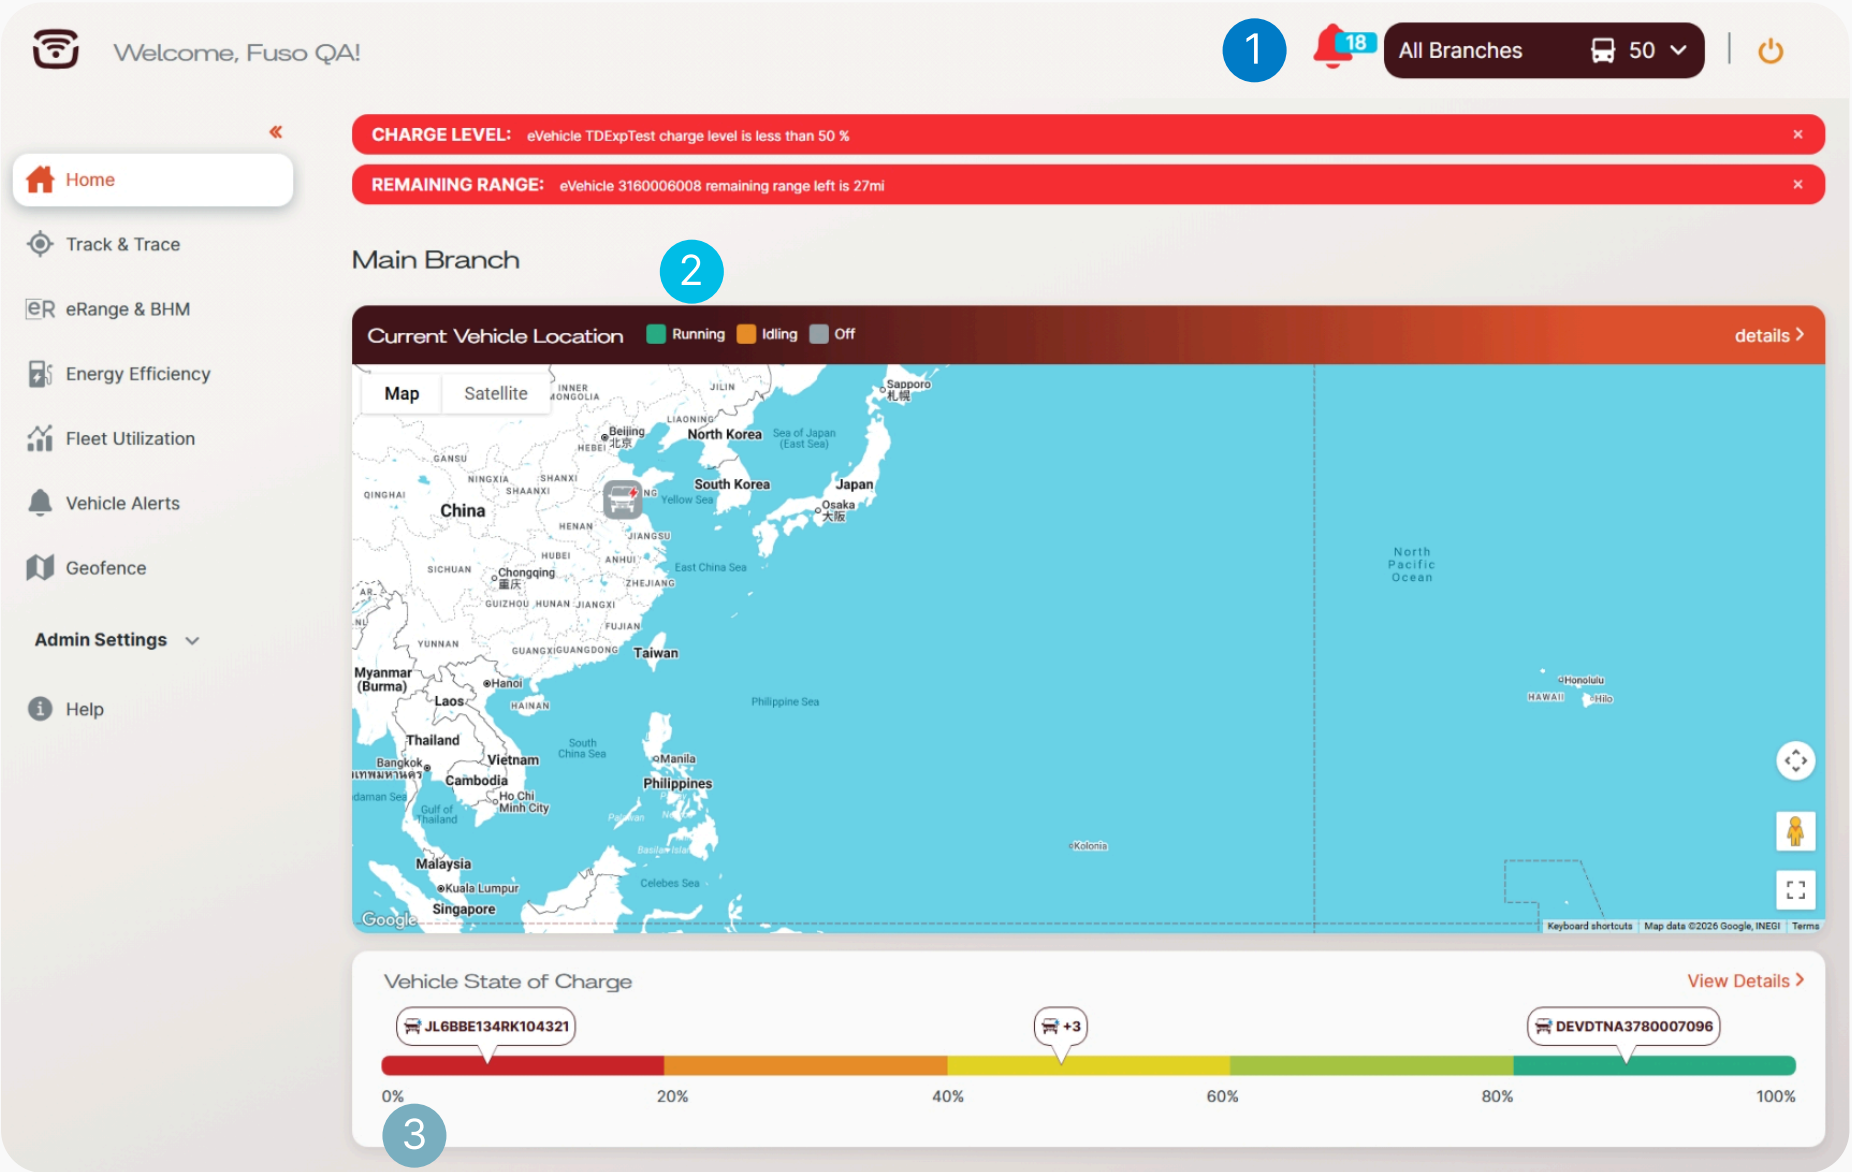 Welcome, Fuso QA!
1
18
All Branches
50
CHARGE LEVEL: eVehicle TDExpTest charge level is less than 50 %
×
REMAINING RANGE: eVehicle 3160006008 remaining range left is 27mi
×
Home
Track & Trace
eR eRange & BHM
Energy Efficiency
Fleet Utilization
Vehicle Alerts
Geofence
Admin Settings
Help
Main Branch
2
Current Vehicle Location
Running
Idling
Off
details
Map
Satellite
INNER
MONGOLIA
JILIN
Sapporo
札幌
LIAONING
Beijing
北京
HEBEI
North Korea
Sea of Japan
(East Sea)
GANSU
NINGXIA
SHANXI
SHAANXI
QINGHAI
NG
South Korea
Yellow Sea
Japan
Osaka
大阪
China
HENAN
JIANGSU
HUBEI
ANHUI
East China Sea
SICHUAN
Chongqing
重庆
ZHEJIANG
North
Pacific
Ocean
AR
NL
GUIZHOU
HUNAN
JIANGXI
FUJIAN
YUNNAN
GUANGXI
GUANGDONG
Taiwan
Myanmar
(Burma)
Hanoi
Laos
HAINAN
Philippine Sea
Honolulu
HAWAII
Hilo
Thailand
South
China Sea
Bangkok
Vietnam
Manila
Cambodia
Philippines
daman Sea
Ho Chi
Minh City
Gulf of
Thailand
Kolonia
Malaysia
Celebes Sea
Kuala Lumpur
Singapore
Google
Keyboard shortcuts
Map data ©2026 Google, INEGI
Terms
Vehicle State of Charge
View Details
JL6BBE134RK104321
+3
DEVDTNA3780007096
0%
20%
40%
60%
80%
100%
3